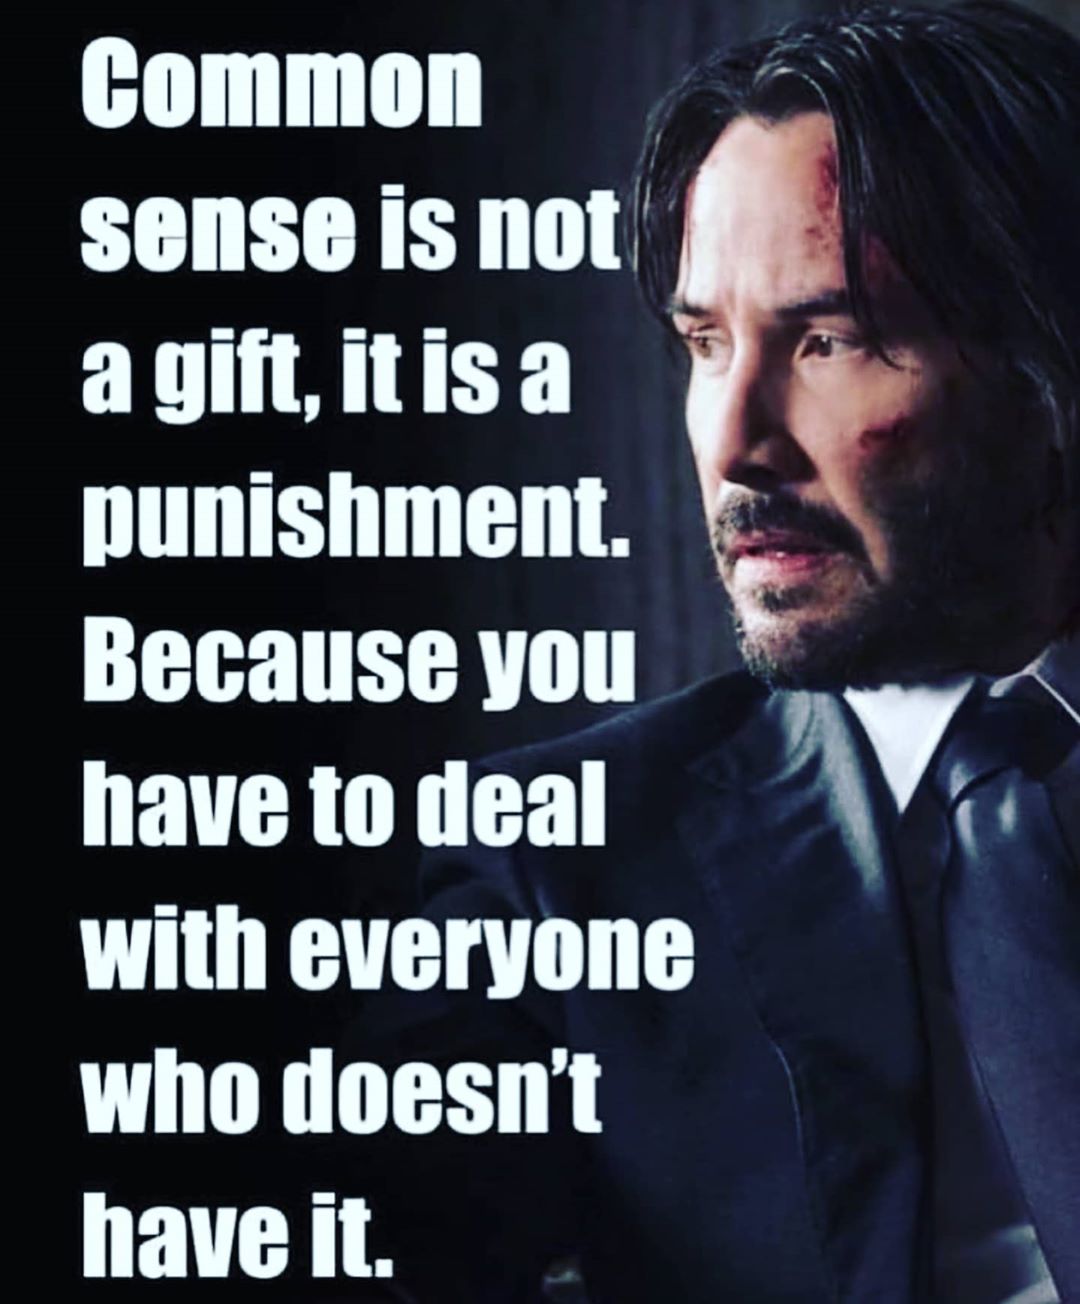 Common
sense is not
a gift, it is a
punishment.
Because you
have to deal
with everyone
who doesn’t
have it.